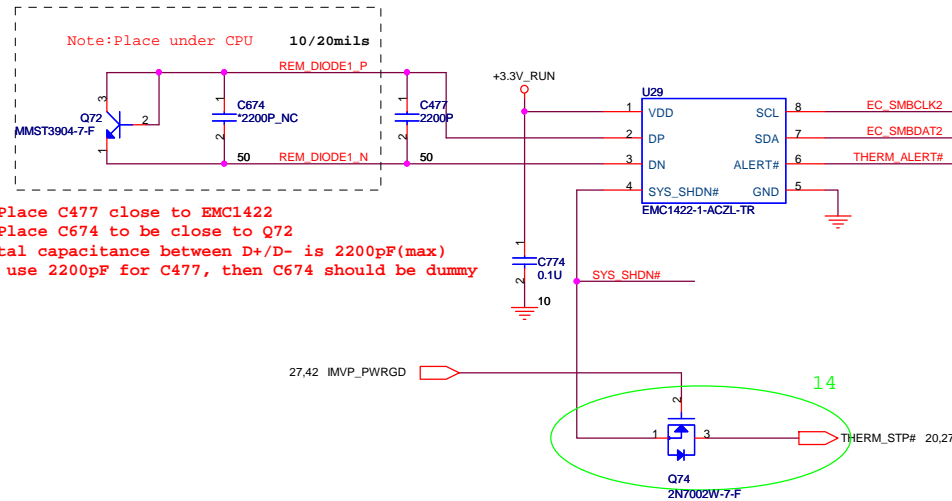 Note:Place under CPU 10/20mils
REM_DIODE1_P
+3.3V_RUN
3
Q72
MMST3904-7-F
2
1
1
C674
*2200P_NC
2
50
1
C477
2200P
2
50
REM_DIODE1_N
U29
1 VDD SCL 8 EC_SMBCLK2
2 DP SDA 7 EC_SMBDAT2
3 DN ALERT# 6 THERM_ALERT#
4 SYS_SHDN# GND 5
EMC1422-1-ACZL-TR
Place C477 close to EMC1422
Place C674 to be close to Q72
tal capacitance between D+/D- is 2200pF(max)
use 2200pF for C477, then C674 should be dummy
1
C774
0.1U
2
10
SYS_SHDN#
27,42 IMVP_PWRGD
14
2
1 3
THERM_STP# 20,27
Q74
2N7002W-7-F